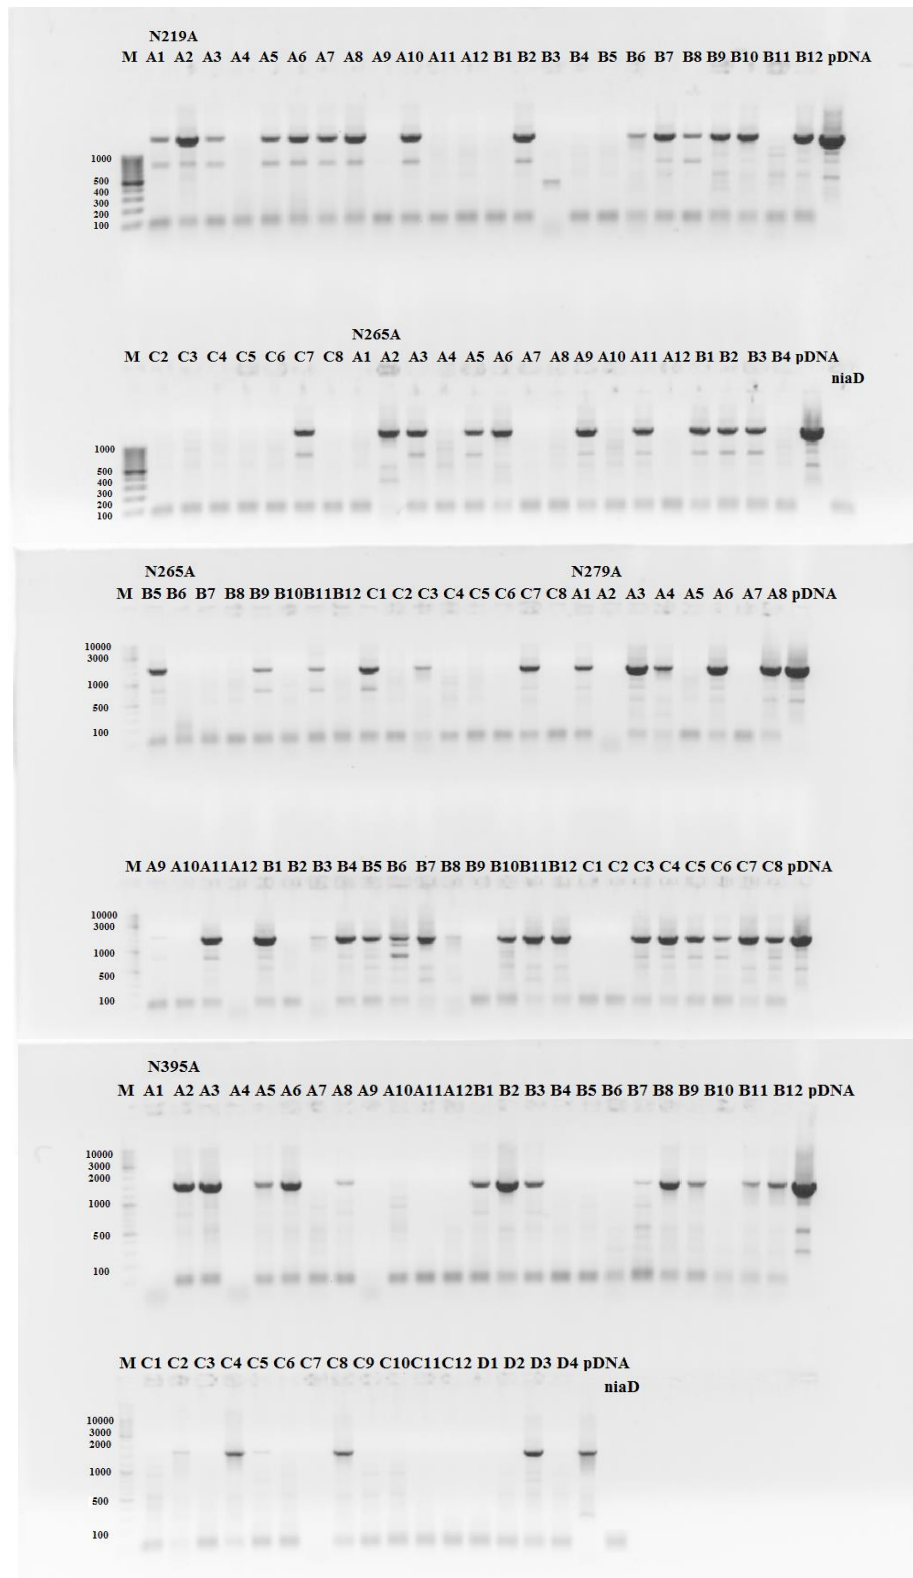 N219A
M A1 A2 A3 A4 A5 A6 A7 A8 A9 A10 A11 A12 B1 B2 B3 B4 B5 B6 B7 B8 B9 B10 B11 B12 pDNA
1000
500
400
300
200
100
N265A
M C2 C3 C4 C5 C6 C7 C8 A1 A2 A3 A4 A5 A6 A7 A8 A9 A10 A11 A12 B1 B2 B3 B4 pDNA
niaD
1000
500
400
300
200
100
N265A N279A
M B5 B6 B7 B8 B9 B10 B11 B12 C1 C2 C3 C4 C5 C6 C7 C8 A1 A2 A3 A4 A5 A6 A7 A8 pDNA
10000
3000
1000
500
100
M A9 A10 A11 A12 B1 B2 B3 B4 B5 B6 B7 B8 B9 B10 B11 B12 C1 C2 C3 C4 C5 C6 C7 C8 pDNA
10000
3000
1000
500
100
N395A
M A1 A2 A3 A4 A5 A6 A7 A8 A9 A10 A11 A12 B1 B2 B3 B4 B5 B6 B7 B8 B9 B10 B11 B12 pDNA
10000
3000
2000
1000
500
100
M C1 C2 C3 C4 C5 C6 C7 C8 C9 C10 C11 C12 D1 D2 D3 D4 pDNA
niaD
10000
3000
2000
1000
500
100